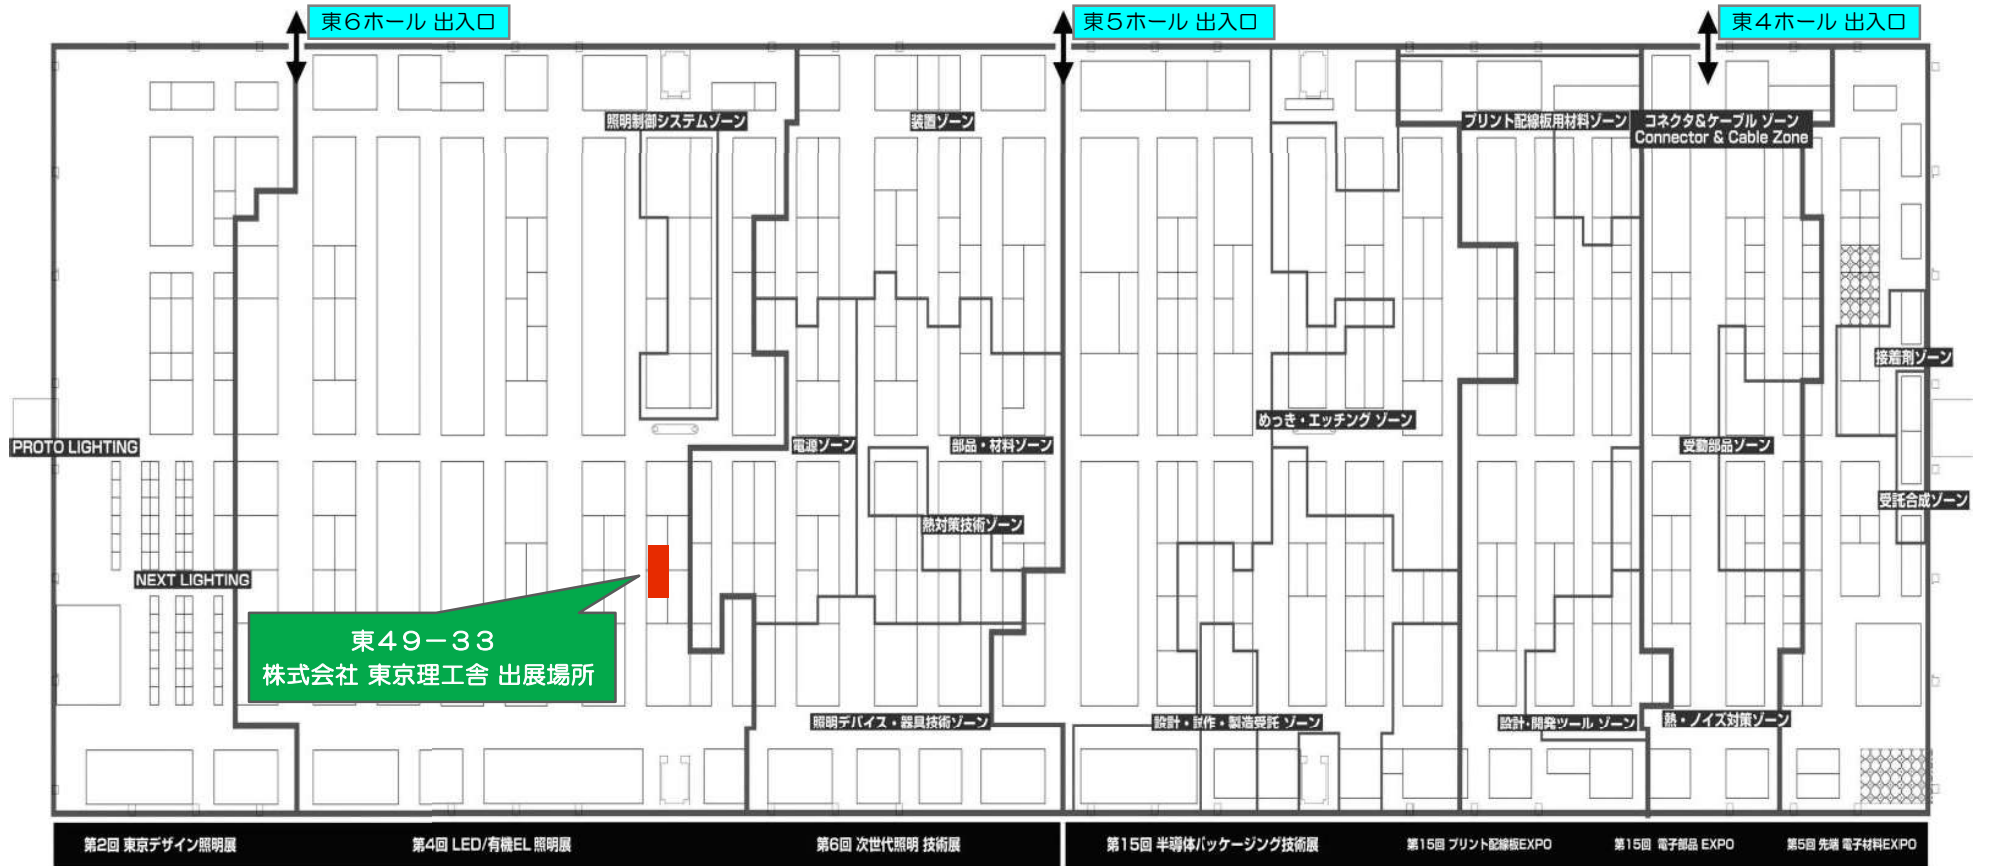 東6ホール 出入口
東5ホール 出入口
東4ホール 出入口
照明制御システムゾーン
装置ゾーン
プリント配線板用材料ゾーン
コネクタ&ケーブル ゾーン
Connector & Cable Zone
接着剤ゾーン
めっき・エッチング ゾーン
PROTO LIGHTING
電源ゾーン
部品・材料ゾーン
受動部品ゾーン
受託合成ゾーン
熱対策技術ゾーン
NEXT LIGHTING
東49-33
株式会社 東京理工舎 出展場所
照明デバイス・器具技術ゾーン
設計・試作・製造受託 ゾーン
設計・開発ツール ゾーン
熱・ノイズ対策ゾーン
第2回 東京デザイン照明展
第4回 LED/有機EL 照明展
第6回 次世代照明 技術展
第15回 半導体パッケージング技術展
第15回 プリント配線板EXPO
第15回 電子部品 EXPO
第5回 先端 電子材料EXPO